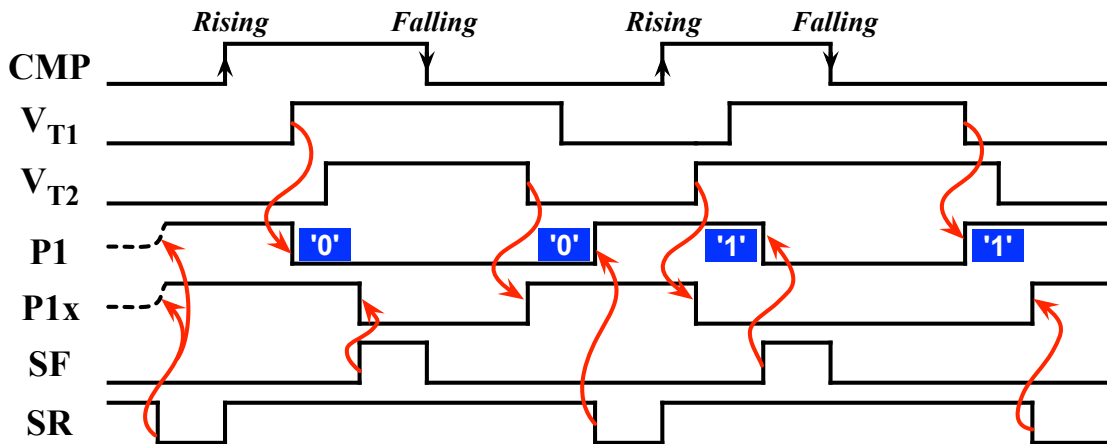 Rising Falling Rising Falling
CMP
VT1
VT2
P1 '0' '0' '1' '1'
P1x
SF
SR